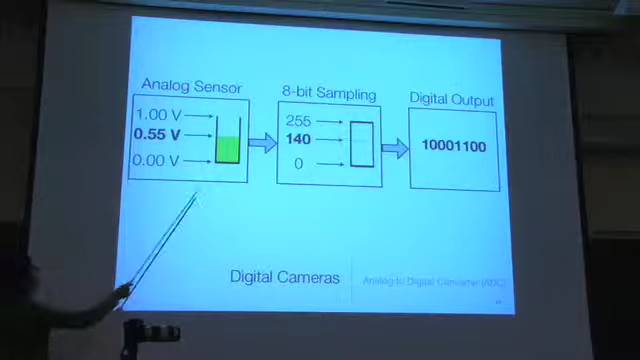 Analog Sensor
1.00 V
0.55 V
0.00 V
8-bit Sampling
255
140
0
Digital Output
10001100
Digital Cameras
Analog to Digital Converter (ADC)